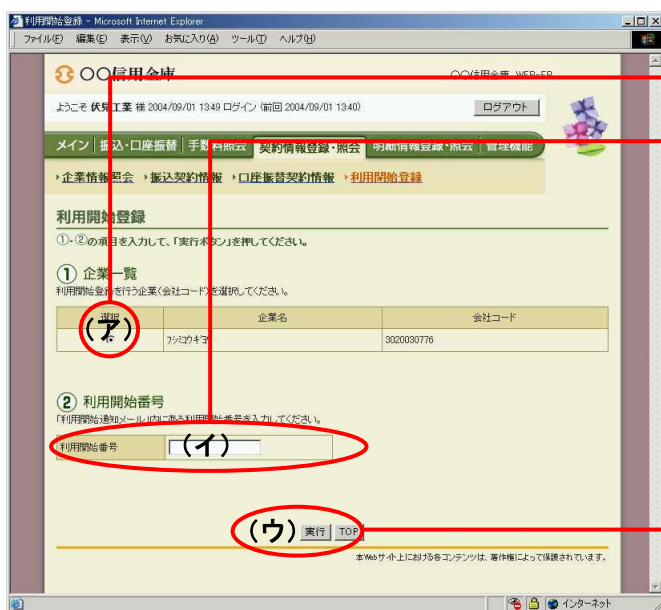 利用開始登録 - Microsoft Internet Explorer
ファイル(F) 編集(E) 表示(V) お気に入り(A) ツール(T) ヘルプ(H)
〇〇信用金庫
〇〇信用金庫 WEB-FB
ようこそ 伏見工業 様 2004/09/01 1349 ログイン (前回 2004/09/01 1340)
ログアウト
メイン 振込・口座振替 手数料照会 契約情報登録・照会 明細情報登録・照会 管理機能
企業情報照会 振込契約情報 口座振替契約情報 利用開始登録
利用開始登録
①-②の項目を入力して、「実行ボタン」を押してください。
① 企業一覧
利用開始登録を行う企業(会社コード)を選択してください。
選択 企業名 会社コード
(ア)
フシミコウギヨウ 3020030776
② 利用開始番号
「利用開始通知メール」内にある利用開始番号を入力してください。
利用開始番号 (イ)
(ウ) 実行 TOP
本Webサイト上における各コンテンツは、著作権によって保護されています。
インターネット